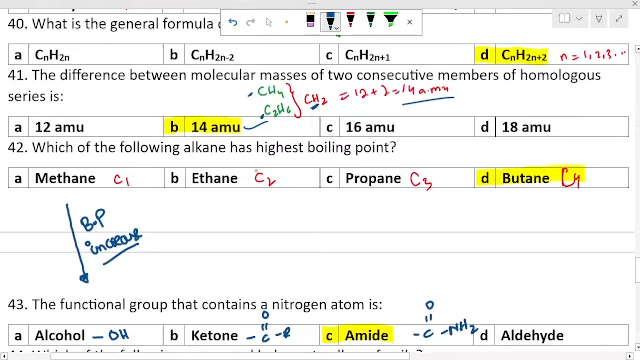 40. What is the general formula
a CnH2n b CnH2n-2 c CnH2n+1 d CnH2n+2 n = 1, 2, 3 ...
41. The difference between molecular masses of two consecutive members of homologous
series is:
CH4
C2H6
CH2 = 12 + 2 = 14 a.mu
a 12 amu b 14 amu c 16 amu d 18 amu
42. Which of the following alkane has highest boiling point?
a Methane C1 b Ethane C2 c Propane C3 d Butane C4
B.P
increase
43. The functional group that contains a nitrogen atom is:
O O
a Alcohol – OH b Ketone – C – R c Amide – C – NH2 d Aldehyde